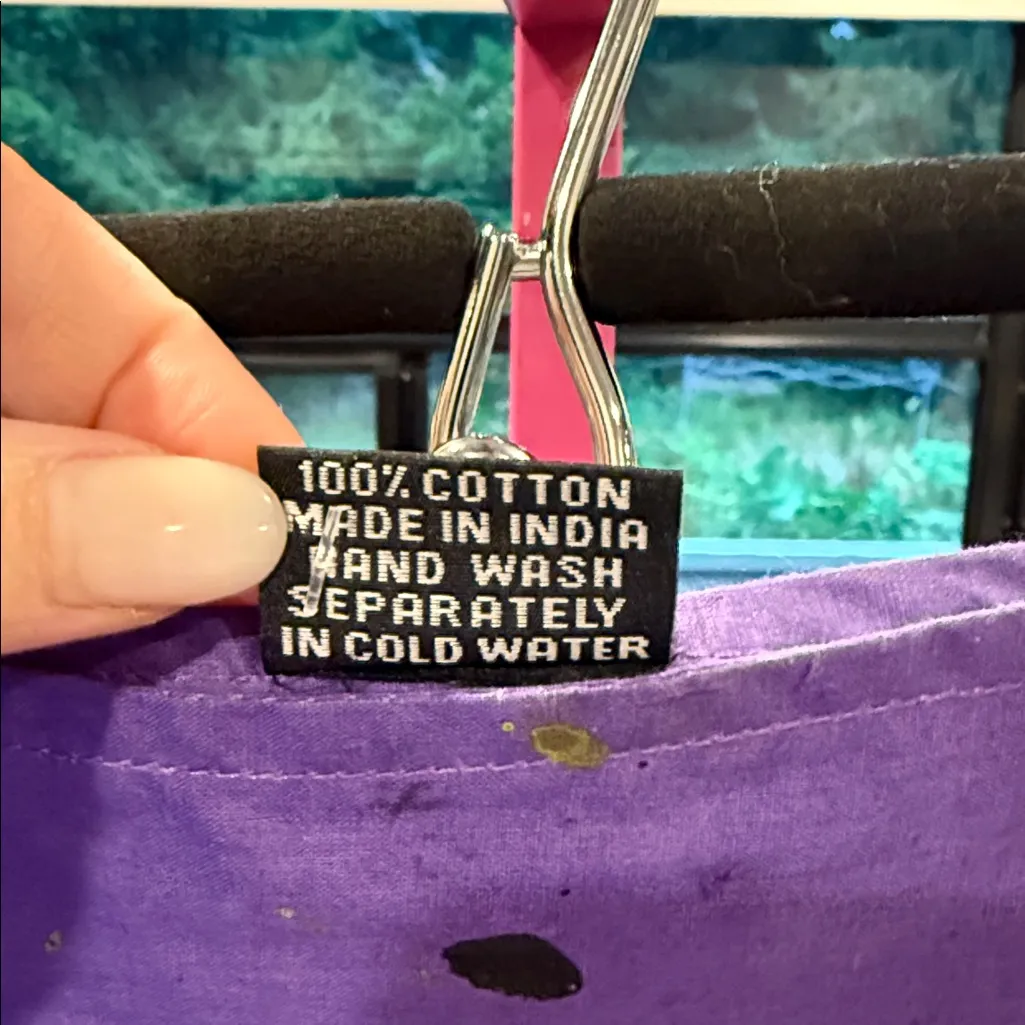 100% COTTON
MADE IN INDIA
HAND WASH
SEPARATELY
IN COLD WATER